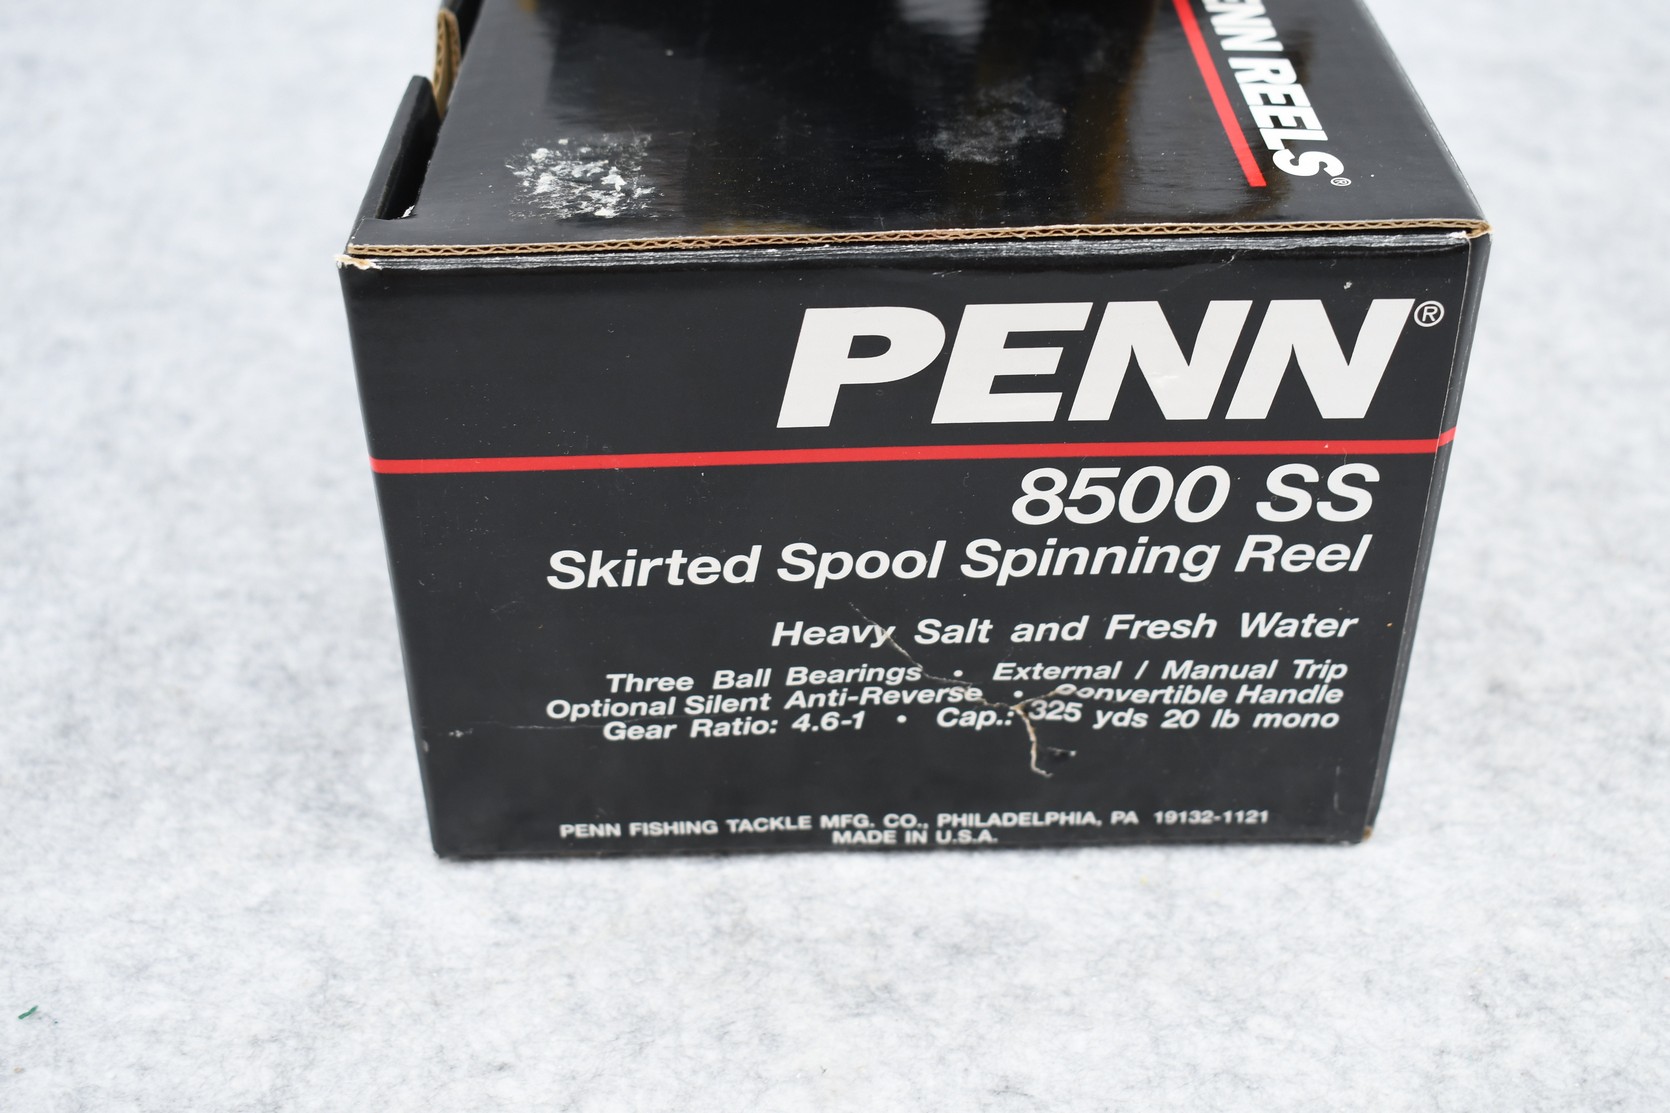 ENN REELS®
PENN®
8500 SS
Skirted Spool Spinning Reel
Heavy Salt and Fresh Water
Three Ball Bearings • External / Manual Trip
Optional Silent Anti-Reverse • Convertible Handle
Gear Ratio: 4.6-1 • Cap.: 325 yds 20 lb mono
PENN FISHING TACKLE MFG. CO., PHILADELPHIA, PA 19132-1121
MADE IN U.S.A.